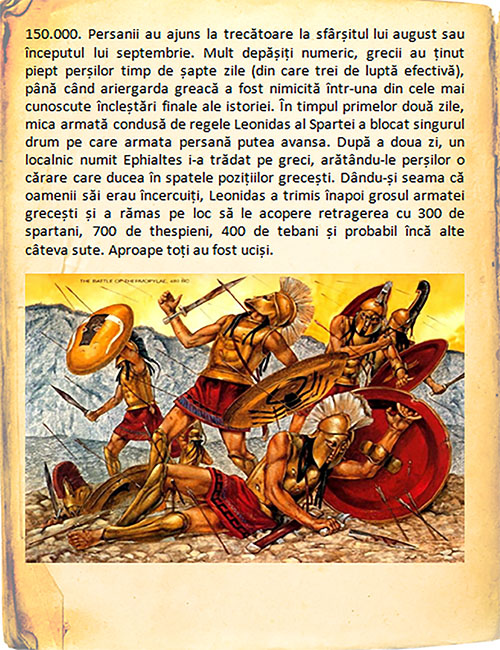 150.000. Persanii au ajuns la trecătoare la sfârșitul lui august sau
începutul lui septembrie. Mult depășiți numeric, grecii au ținut
piept perșilor timp de șapte zile (din care trei de luptă efectivă),
până când ariergarda greacă a fost nimicită într-una din cele mai
cunoscute încleștări finale ale istoriei. În timpul primelor două zile,
mica armată condusă de regele Leonidas al Spartei a blocat singurul
drum pe care armata persană putea avansa. După a doua zi, un
localnic numit Ephialtes i-a trădat pe greci, arătându-le perșilor o
cărare care ducea în spatele pozițiilor grecești. Dându-și seama că
oamenii săi erau încercuiți, Leonidas a trimis înapoi grosul armatei
grecești și a rămas pe loc să le acopere retragerea cu 300 de
spartani, 700 de thespieni, 400 de tebani și probabil încă alte
câteva sute. Aproape toți au fost uciși.
THE BATTLE OF THERMOPYLAE, 480 BC